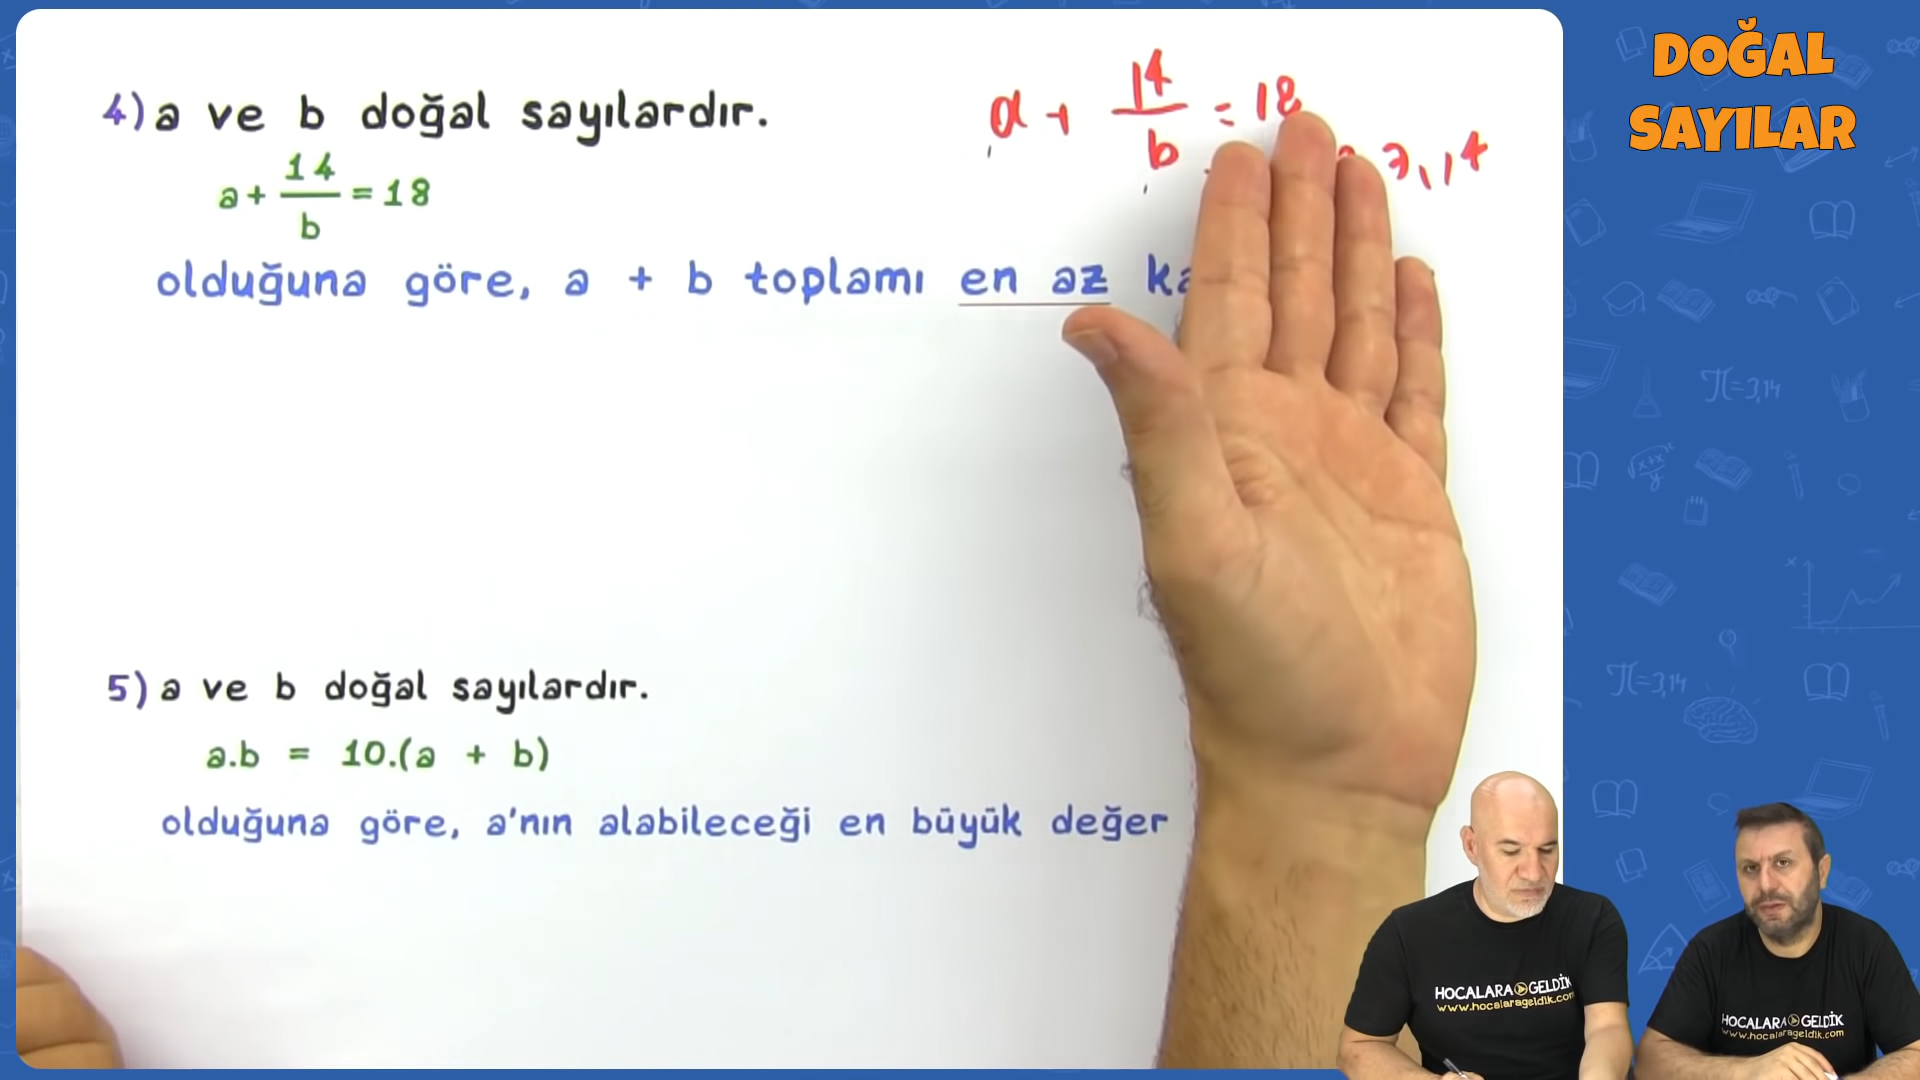 DOĞAL
SAYILAR
4) a ve b doğal sayılardır.
a + 14/b = 18
olduğuna göre, a + b toplamı en az
a + 14/b = 18
7, 14
5) a ve b doğal sayılardır.
a.b = 10.(a + b)
olduğuna göre, a'nın alabileceği en büyük değer
HOCALARA GELDİK
www.hocalarageldik.com
HOCALARA GELDİK
www.hocalarageldik.com
π=3,14
π=3,14